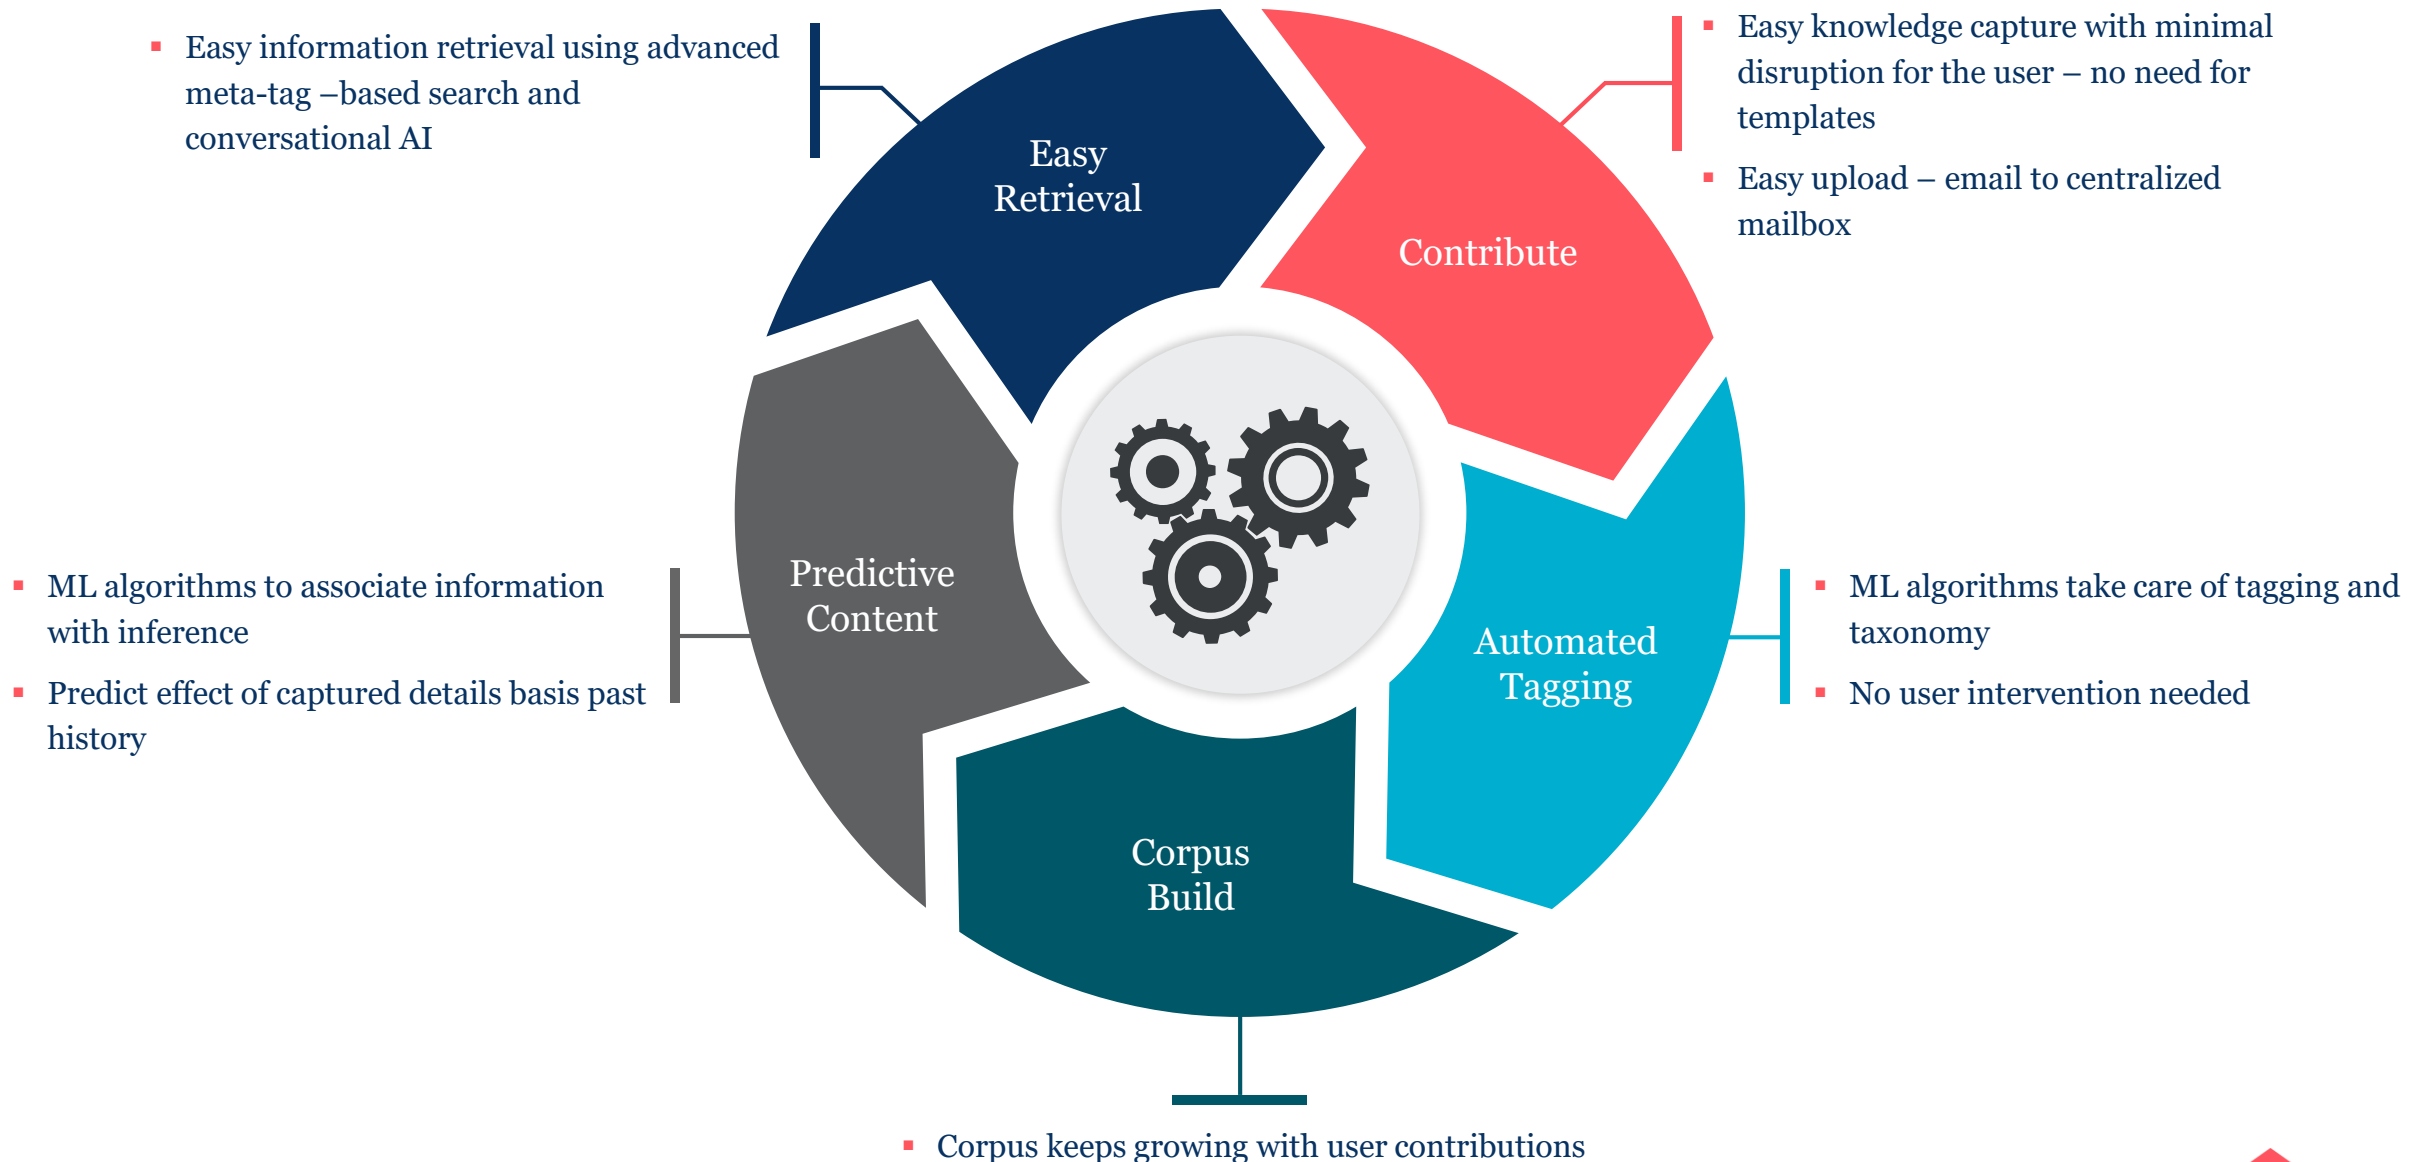 Easy information retrieval using advanced
meta-tag –based search and
conversational AI
Easy knowledge capture with minimal
disruption for the user – no need for
templates
Easy upload – email to centralized
mailbox
Easy
Retrieval
Contribute
Predictive
Content
Automated
Tagging
Corpus
Build
ML algorithms to associate information
with inference
Predict effect of captured details basis past
history
ML algorithms take care of tagging and
taxonomy
No user intervention needed
Corpus keeps growing with user contributions